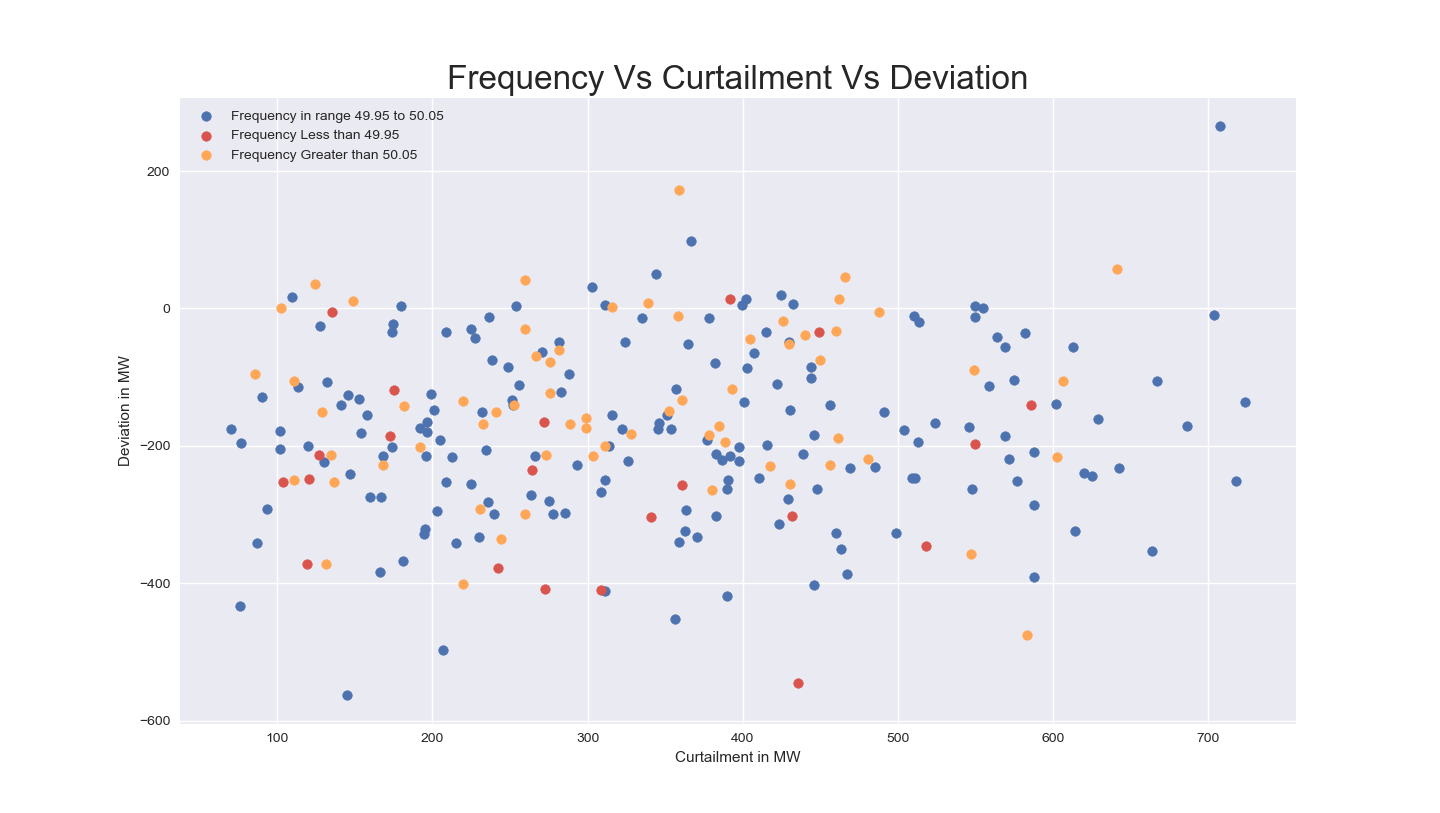 Frequency Vs Curtailment Vs Deviation
Frequency in range 49.95 to 50.05
Frequency Less than 49.95
Frequency Greater than 50.05
200
0
−200
−400
−600
Deviation in MW
100 200 300 400 500 600 700
Curtailment in MW